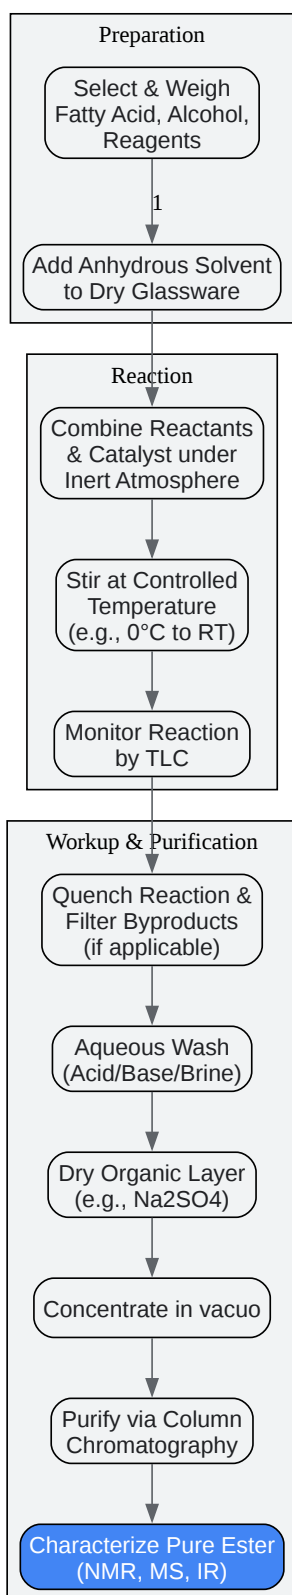 Preparation
Select & Weigh
Fatty Acid, Alcohol,
Reagents
1
Add Anhydrous Solvent
to Dry Glassware
Reaction
Combine Reactants
& Catalyst under
Inert Atmosphere
Stir at Controlled
Temperature
(e.g., 0°C to RT)
Monitor Reaction
by TLC
Workup & Purification
Quench Reaction &
Filter Byproducts
(if applicable)
Aqueous Wash
(Acid/Base/Brine)
Dry Organic Layer
(e.g., Na2SO4)
Concentrate in vacuo
Purify via Column
Chromatography
Characterize Pure Ester
(NMR, MS, IR)